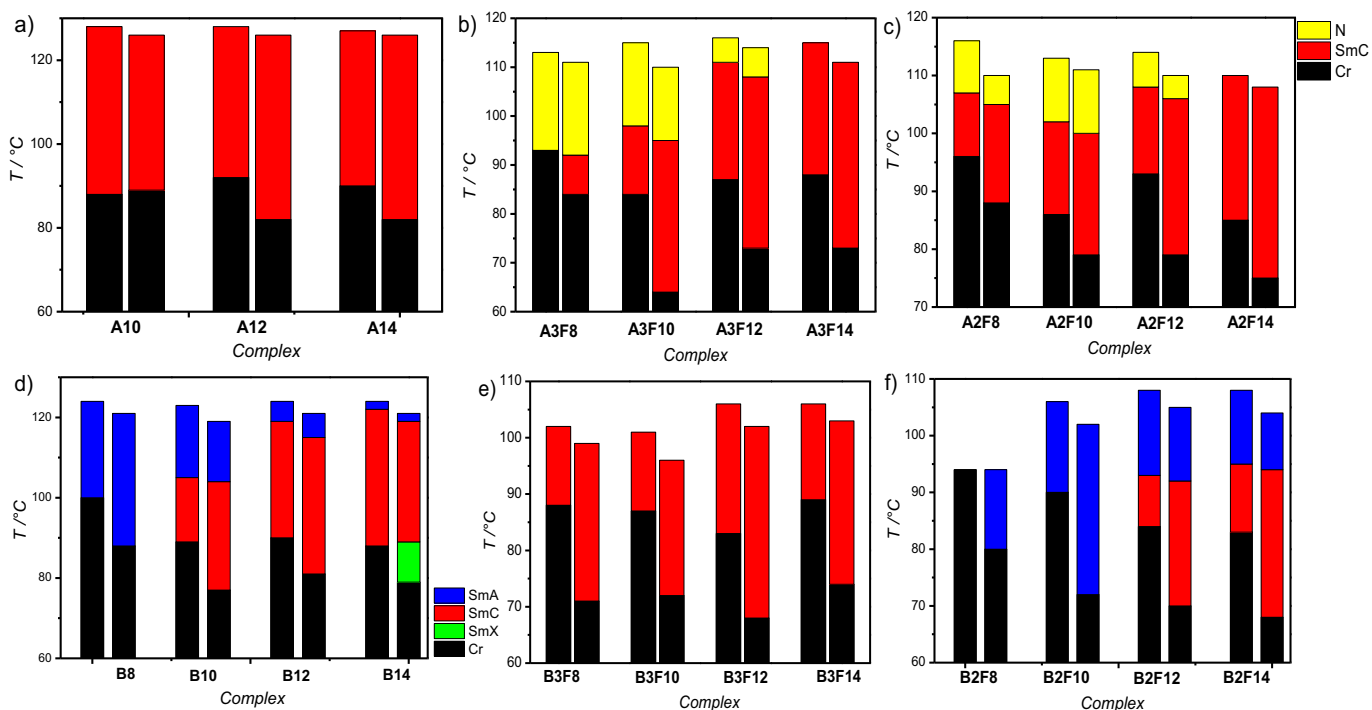 a)
T / °C
120
100
80
60
A10 A12 A14
Complex
b)
T / °C
120
110
100
90
80
70
60
A3F8 A3F10 A3F12 A3F14
Complex
c)
T / °C
120
110
100
90
80
70
A2F8 A2F10 A2F12 A2F14
Complex
N
SmC
Cr
d)
T /°C
120
100
80
60
B8 B10 B12 B14
Complex
SmA
SmC
SmX
Cr
e)
T /°C
110
100
90
80
70
60
B3F8 B3F10 B3F12 B3F14
Complex
f)
T /°C
110
100
90
80
70
60
B2F8 B2F10 B2F12 B2F14
Complex